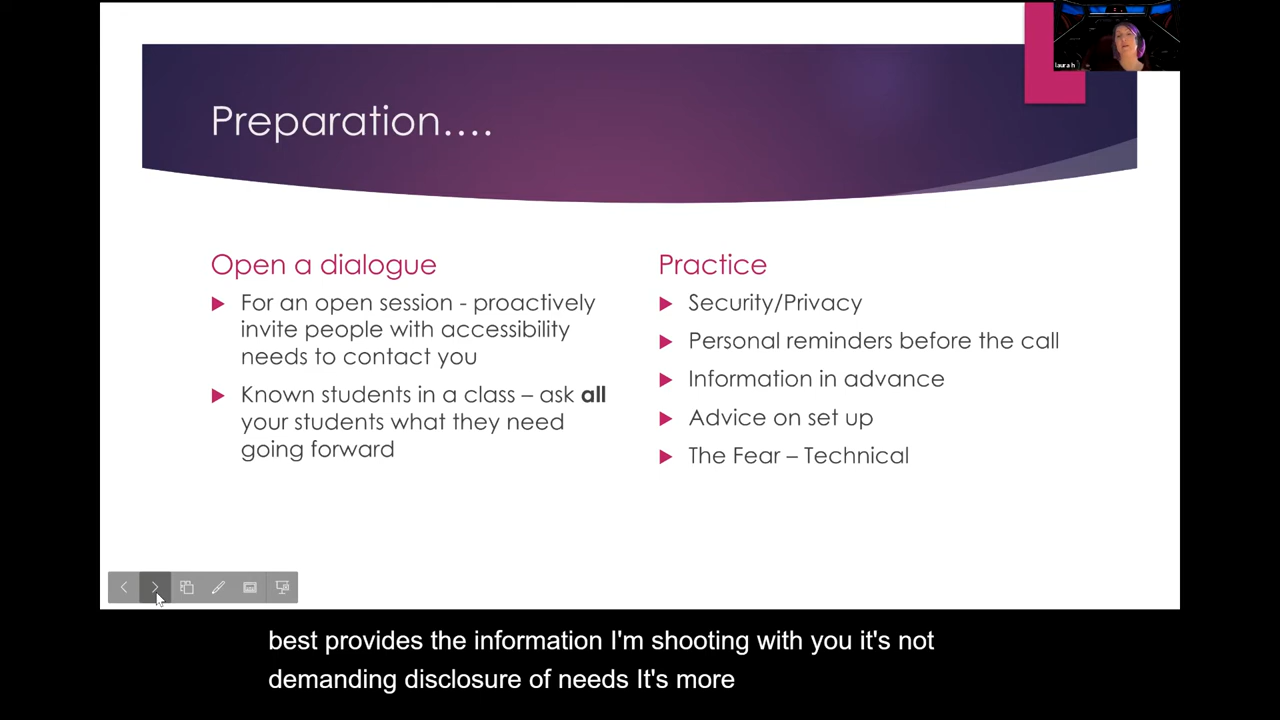 laura h
Preparation….
Open a dialogue
For an open session - proactively
invite people with accessibility
needs to contact you
Known students in a class – ask all
your students what they need
going forward
Practice
Security/Privacy
Personal reminders before the call
Information in advance
Advice on set up
The Fear – Technical
best provides the information I'm shooting with you it's not
demanding disclosure of needs It's more